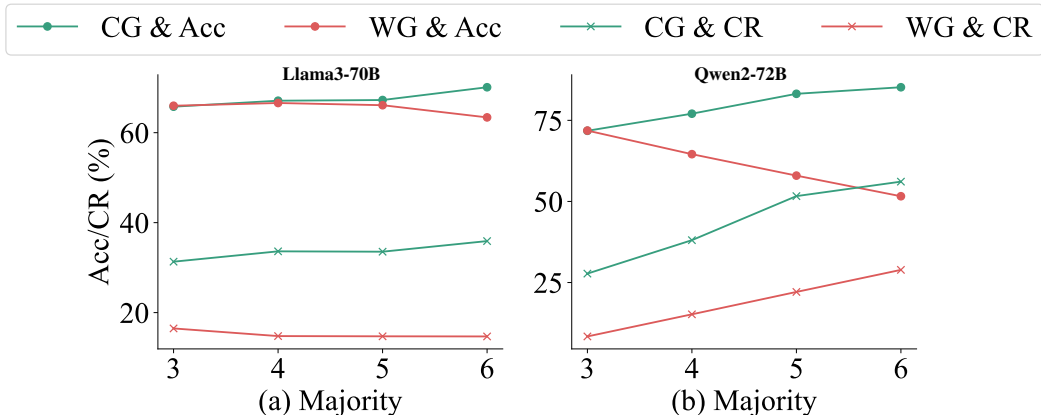 CG & Acc WG & Acc CG & CR WG & CR
Llama3-70B Qwen2-72B
Acc/CR (%)
60
40
20
3 4 5 6
(a) Majority
75
50
25
3 4 5 6
(b) Majority